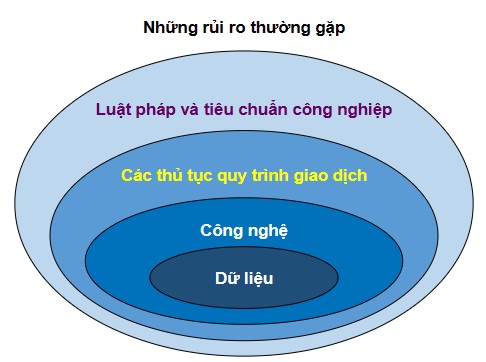 Những rủi ro thường gặp
Luật pháp và tiêu chuẩn công nghiệp
Các thủ tục quy trình giao dịch
Công nghệ
Dữ liệu